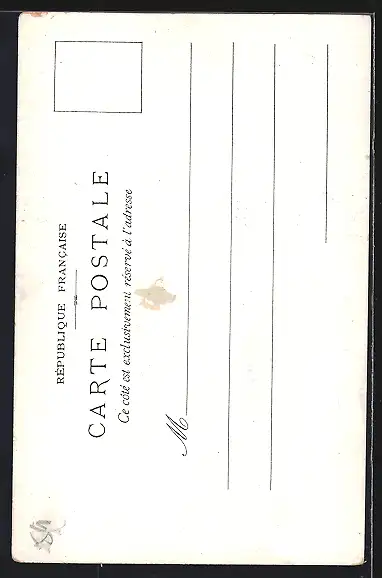 RÉPUBLIQUE FRANÇAISE
CARTE POSTALE
Ce côté est exclusivement réservé à l'adresse
M